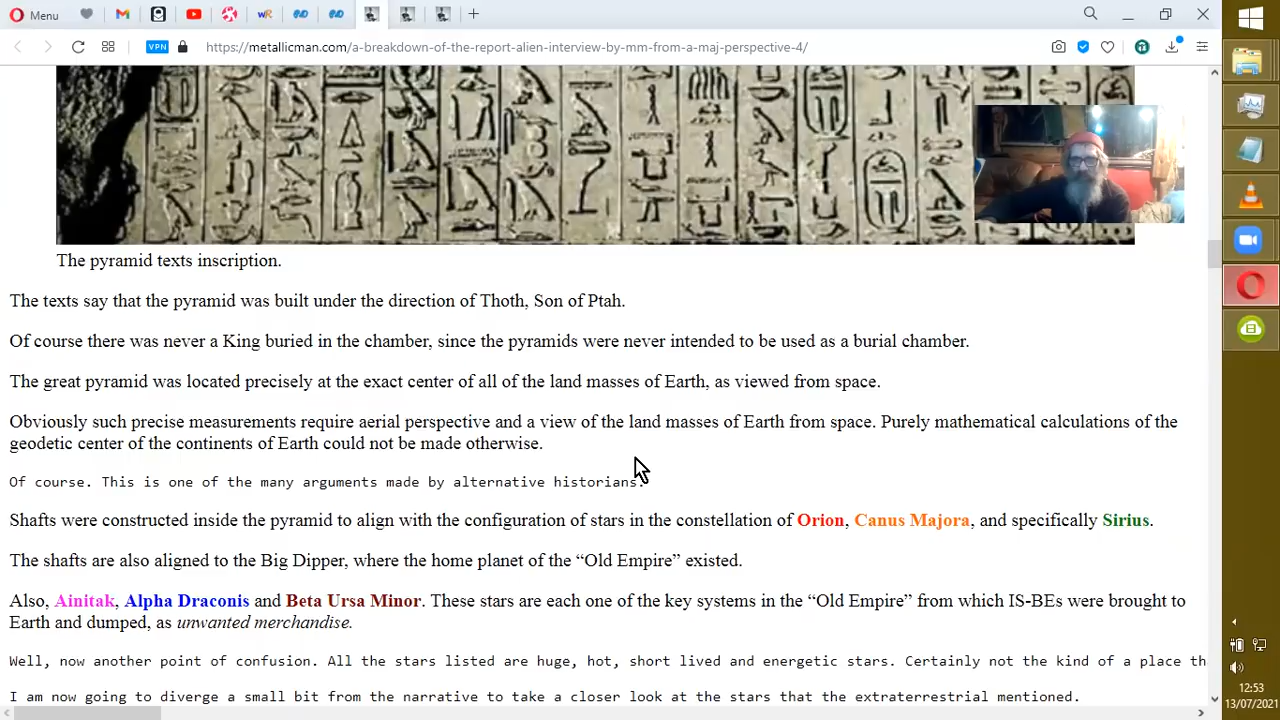 Menu
https://metallicman.com/a-breakdown-of-the-report-alien-interview-by-mm-from-a-maj-perspective-4/
VPN
The pyramid texts inscription.
The texts say that the pyramid was built under the direction of Thoth, Son of Ptah.
Of course there was never a King buried in the chamber, since the pyramids were never intended to be used as a burial chamber.
The great pyramid was located precisely at the exact center of all of the land masses of Earth, as viewed from space.
Obviously such precise measurements require aerial perspective and a view of the land masses of Earth from space. Purely mathematical calculations of the
geodetic center of the continents of Earth could not be made otherwise.
Of course. This is one of the many arguments made by alternative historians.
Shafts were constructed inside the pyramid to align with the configuration of stars in the constellation of Orion, Canus Majora, and specifically Sirius.
The shafts are also aligned to the Big Dipper, where the home planet of the “Old Empire” existed.
Also, Ainitak, Alpha Draconis and Beta Ursa Minor. These stars are each one of the key systems in the “Old Empire” from which IS-BEs were brought to
Earth and dumped, as unwanted merchandise.
Well, now another point of confusion. All the stars listed are huge, hot, short lived and energetic stars. Certainly not the kind of a place th
I am now going to diverge a small bit from the narrative to take a closer look at the stars that the extraterrestrial mentioned.
12:53
13/07/2021